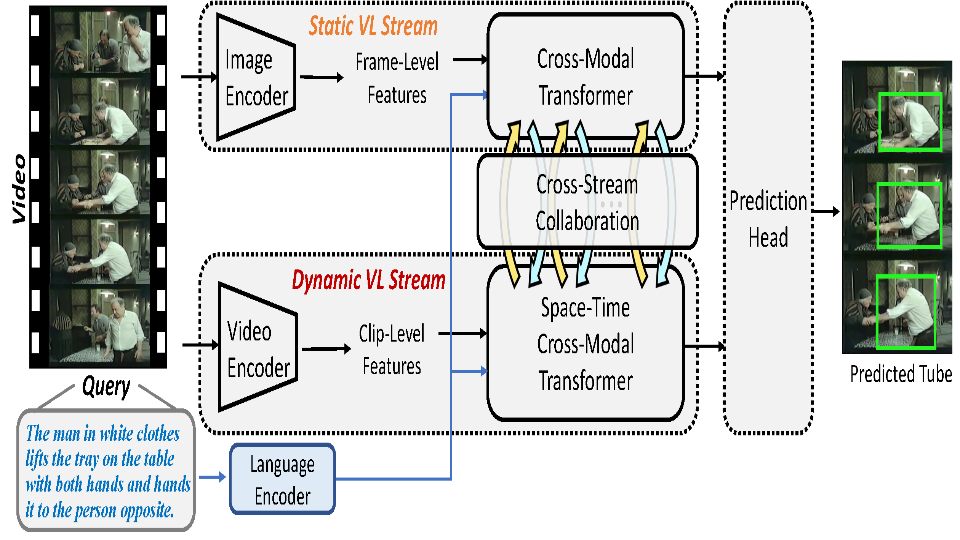 Video
Query
The man in white clothes
lifts the tray on the table
with both hands and hands
it to the person opposite.
Static VL Stream
Image
Encoder
Frame-Level
Features
Cross-Modal
Transformer
Cross-Stream
Collaboration
Dynamic VL Stream
Video
Encoder
Clip-Level
Features
Space-Time
Cross-Modal
Transformer
Language
Encoder
Prediction
Head
Predicted Tube